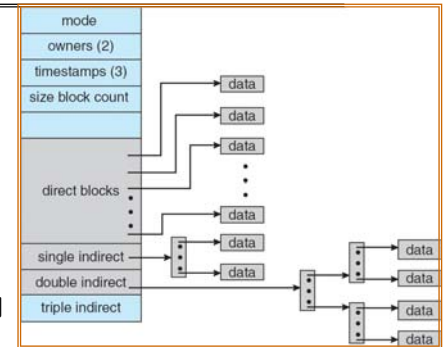 mode
owners (2)
timestamps (3)
size block count
data
data
data
direct blocks
data
data
single indirect
data
data
double indirect
data
triple indirect
data
data